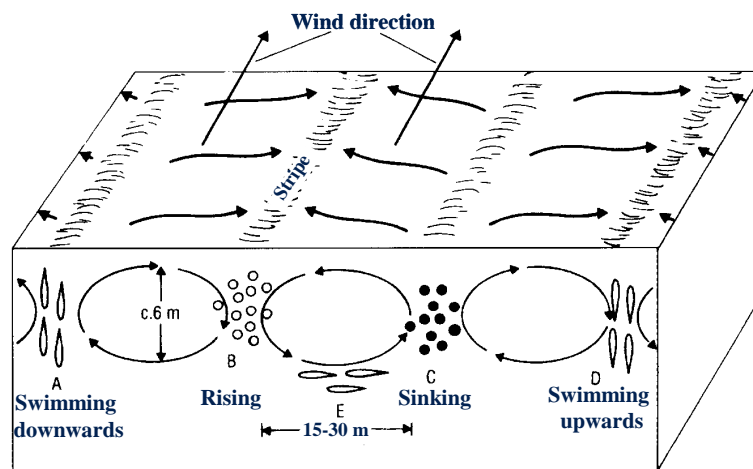 Wind direction
Stripe
c.6 m
A
B
C
D
E
Swimming
downwards
Rising
Sinking
Swimming
upwards
15-30 m